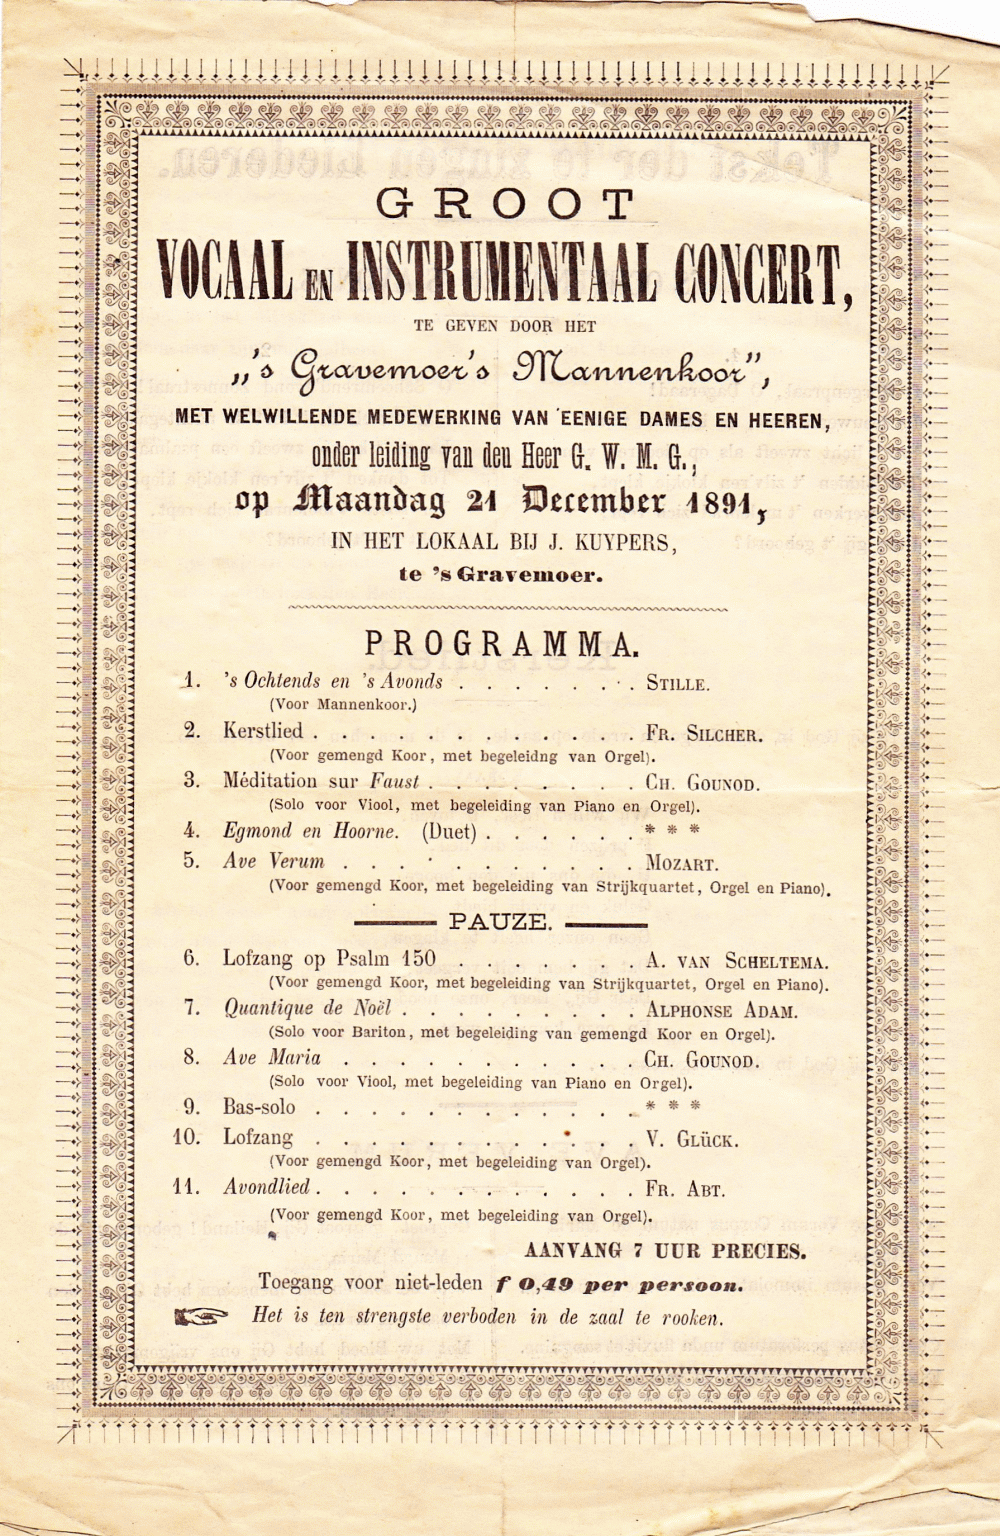 GROOT
VOCAAL EN INSTRUMENTAAL CONCERT,
TE GEVEN DOOR HET
„'s Gravemoer's Mannenkoor",
MET WELWILLENDE MEDEWERKING VAN EENIGE DAMES EN HEEREN,
onder leiding van den Heer G. W. M. G.,
op Maandag 21 December 1891,
IN HET LOKAAL BIJ J. KUYPERS,
te 's Gravemoer.
PROGRAMMA.
1. 's Ochtends en 's Avonds . . . . . . . STILLE.
(Voor Mannenkoor.)
2. Kerstlied . . . . . . . . . . . . FR. SILCHER.
(Voor gemengd Koor, met begeleidng van Orgel).
3. Méditation sur Faust . . . . . . . . CH. GOUNOD.
(Solo voor Viool, met begeleiding van Piano en Orgel).
4. Egmond en Hoorne. (Duet) . . . . . . * * *
5. Ave Verum . . . . . . . . . . . MOZART.
(Voor gemengd Koor, met begeleiding van Strijkquartet, Orgel en Piano).
PAUZE.
6. Lofzang op Psalm 150 . . . . . . . A. VAN SCHELTEMA.
(Voor gemengd Koor, met begeleiding van Strijkquartet, Orgel en Piano).
7. Quantique de Noël . . . . . . . . . ALPHONSE ADAM.
(Solo voor Bariton, met begeleiding van gemengd Koor en Orgel).
8. Ave Maria . . . . . . . . . . . CH. GOUNOD.
(Solo voor Viool, met begeleiding van Piano en Orgel).
9. Bas-solo . . . . . . . . . . . . * * *
10. Lofzang . . . . . . . . . . . . V. GLÜCK.
(Voor gemengd Koor, met begeleiding van Orgel).
11. Avondlied . . . . . . . . . . . . FR. ABT.
(Voor gemengd Koor, met begeleiding van Orgel).
AANVANG 7 UUR PRECIES.
Toegang voor niet-leden f 0,49 per persoon.
Het is ten strengste verboden in de zaal te rooken.